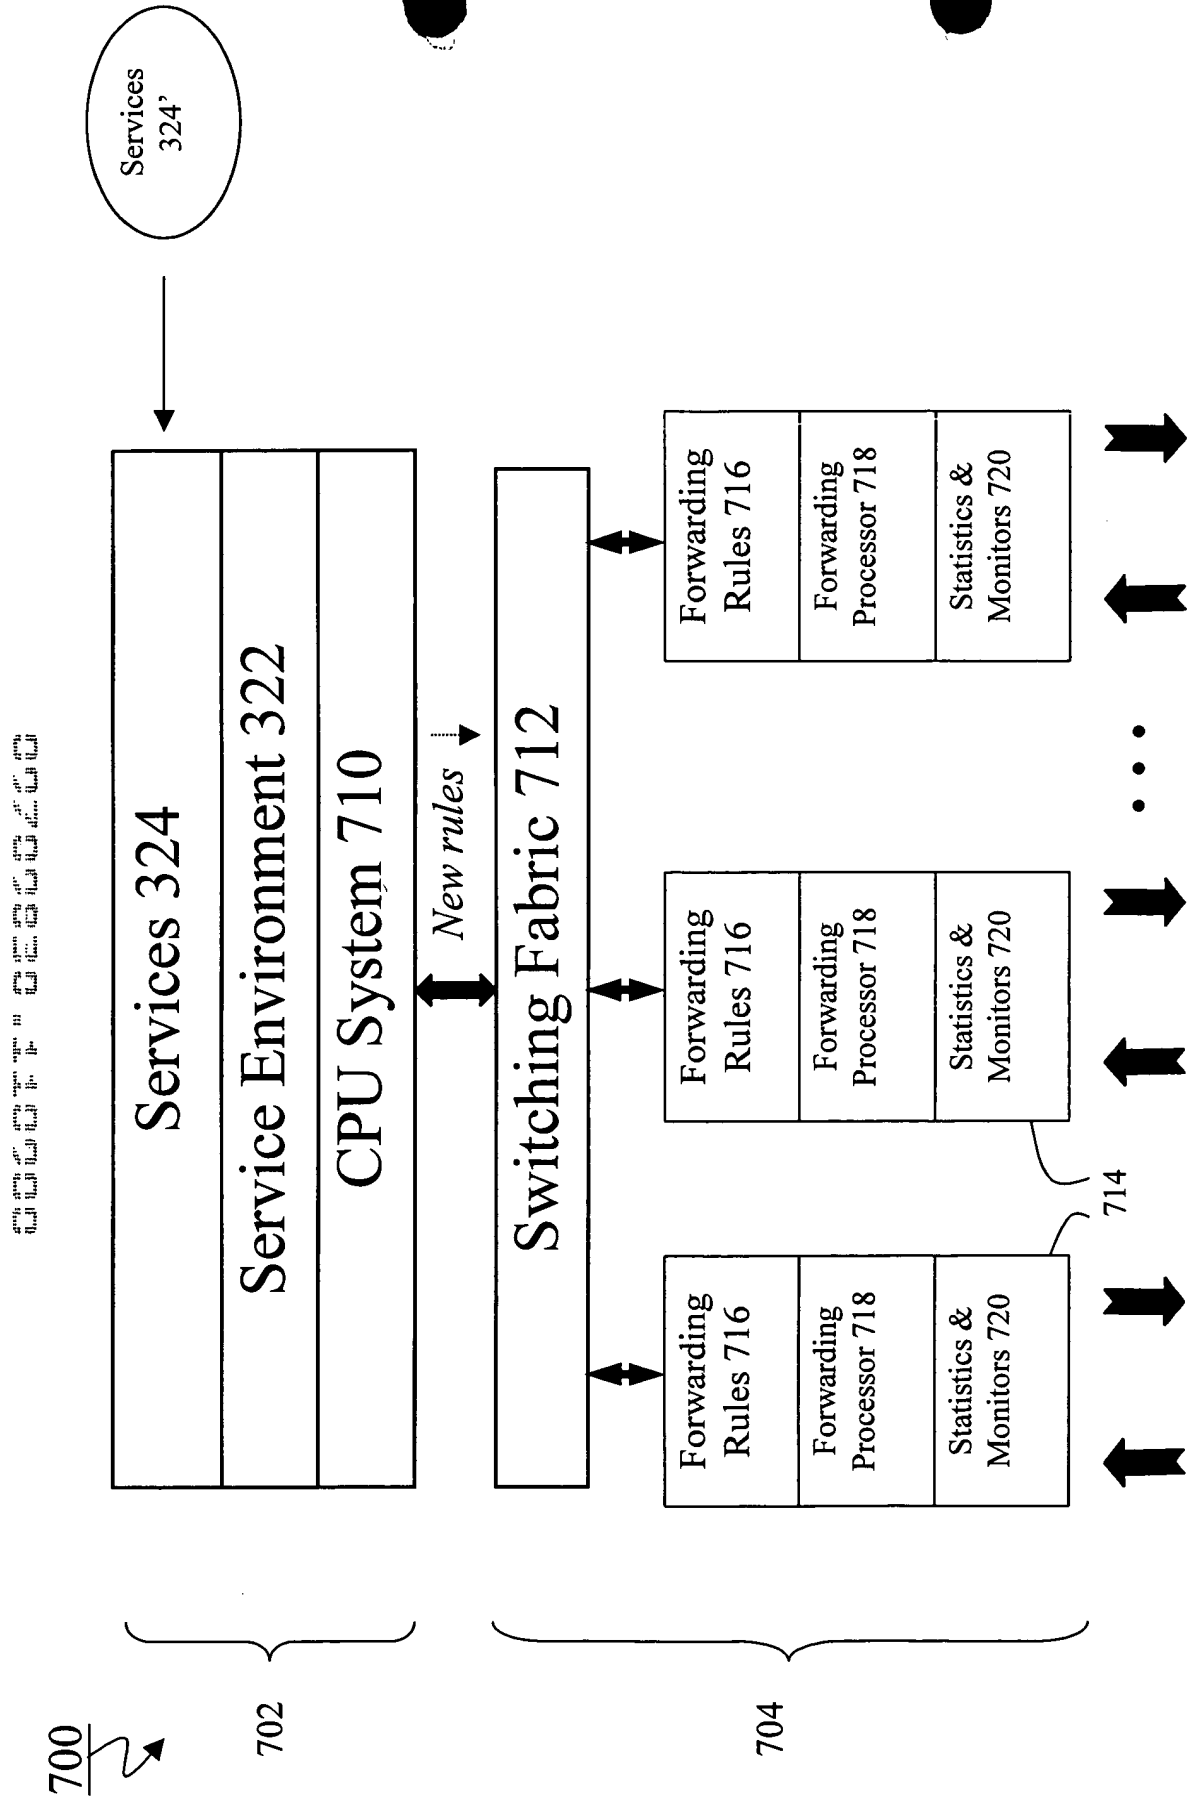 700
702
704
Services
324'
Services 324
Service Environment 322
CPU System 710
New rules
Switching Fabric 712
Forwarding
Rules 716
Forwarding
Processor 718
Statistics &
Monitors 720
Forwarding
Rules 716
Forwarding
Processor 718
Statistics &
Monitors 720
• • •
Forwarding
Rules 716
Forwarding
Processor 718
Statistics &
Monitors 720
714